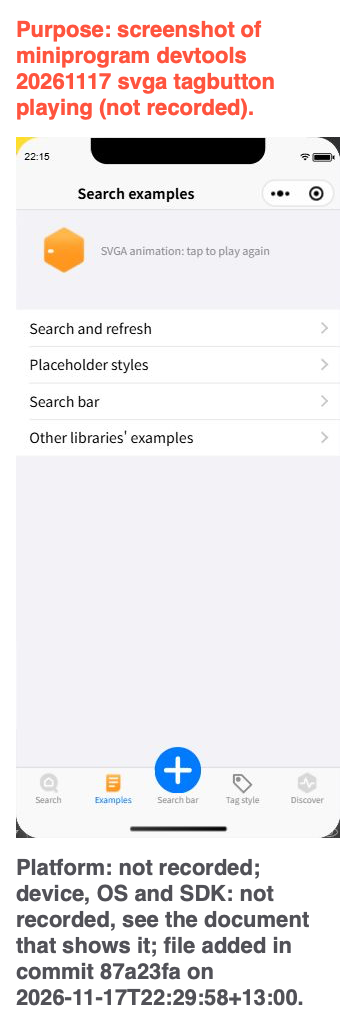 Purpose: screenshot of
miniprogram devtools
20261117 svga tagbutton
playing (not recorded).
22:15
Search examples
SVGA animation: tap to play again
Search and refresh
Placeholder styles
Search bar
Other libraries' examples
Search
Examples
Search bar
Tag style
Discover
Platform: not recorded;
device, OS and SDK: not
recorded, see the document
that shows it; file added in
commit 87a23fa on
2026-11-17T22:29:58+13:00.